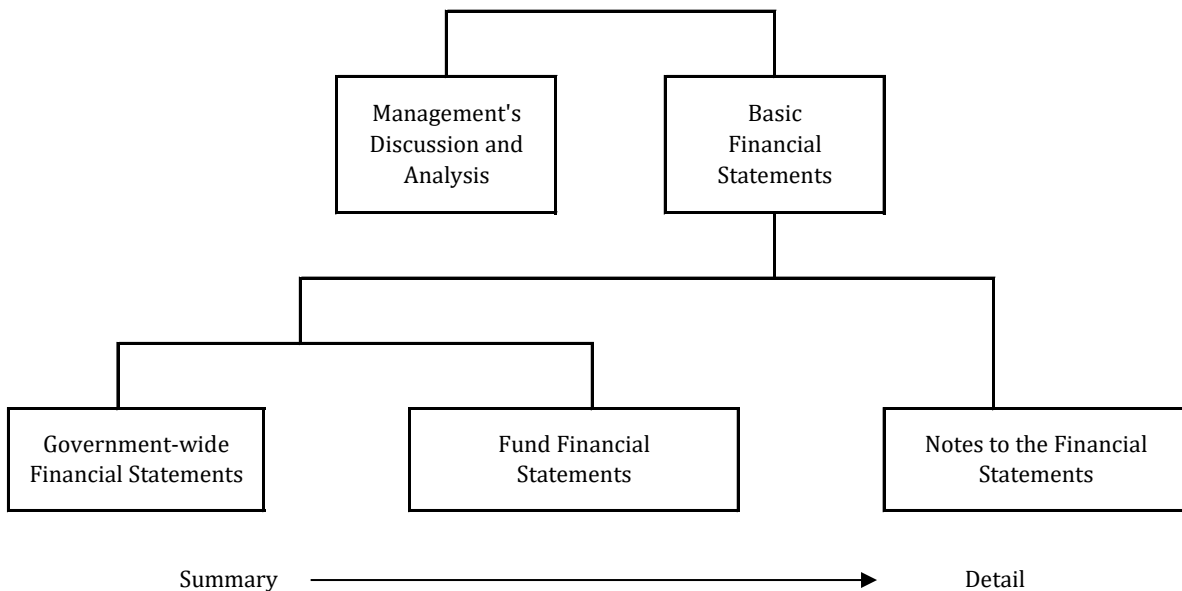 Management's
Discussion and
Analysis
Basic
Financial
Statements
Government-wide
Financial Statements
Fund Financial
Statements
Notes to the Financial
Statements
Summary
Detail